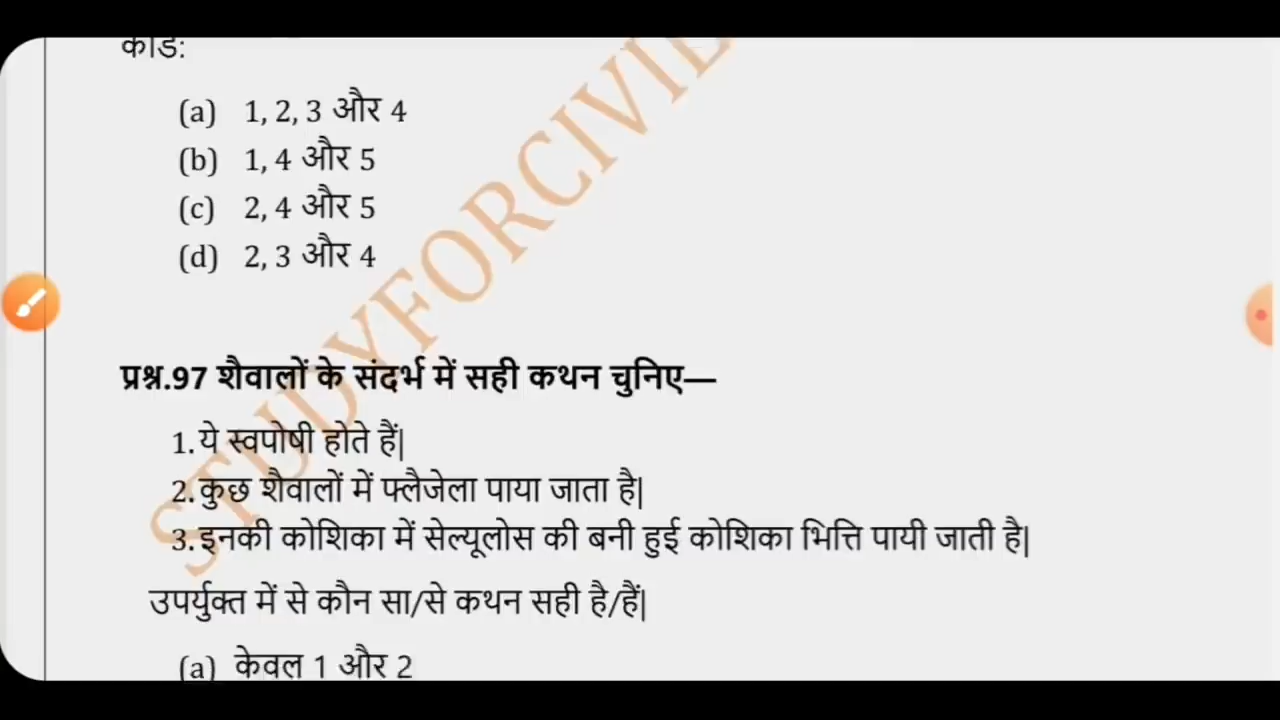 कोड:
(a) 1, 2, 3 और 4
(b) 1, 4 और 5
(c) 2, 4 और 5
(d) 2, 3 और 4
प्रश्न.97 शैवालों के संदर्भ में सही कथन चुनिए—
1. ये स्वपोषी होते हैं|
2. कुछ शैवालों में फ्लैजेला पाया जाता है|
3. इनकी कोशिका में सेल्यूलोस की बनी हुई कोशिका भित्ति पायी जाती है|
उपर्युक्त में से कौन सा/से कथन सही है/हैं|
(a) केवल 1 और 2
STUDYFORCIVIL